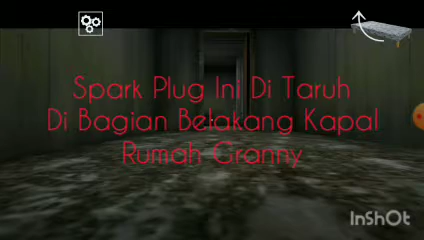 Spark Plug Ini Di Taruh
Di Bagian Belakang Kapal
Rumah Granny
InShOt